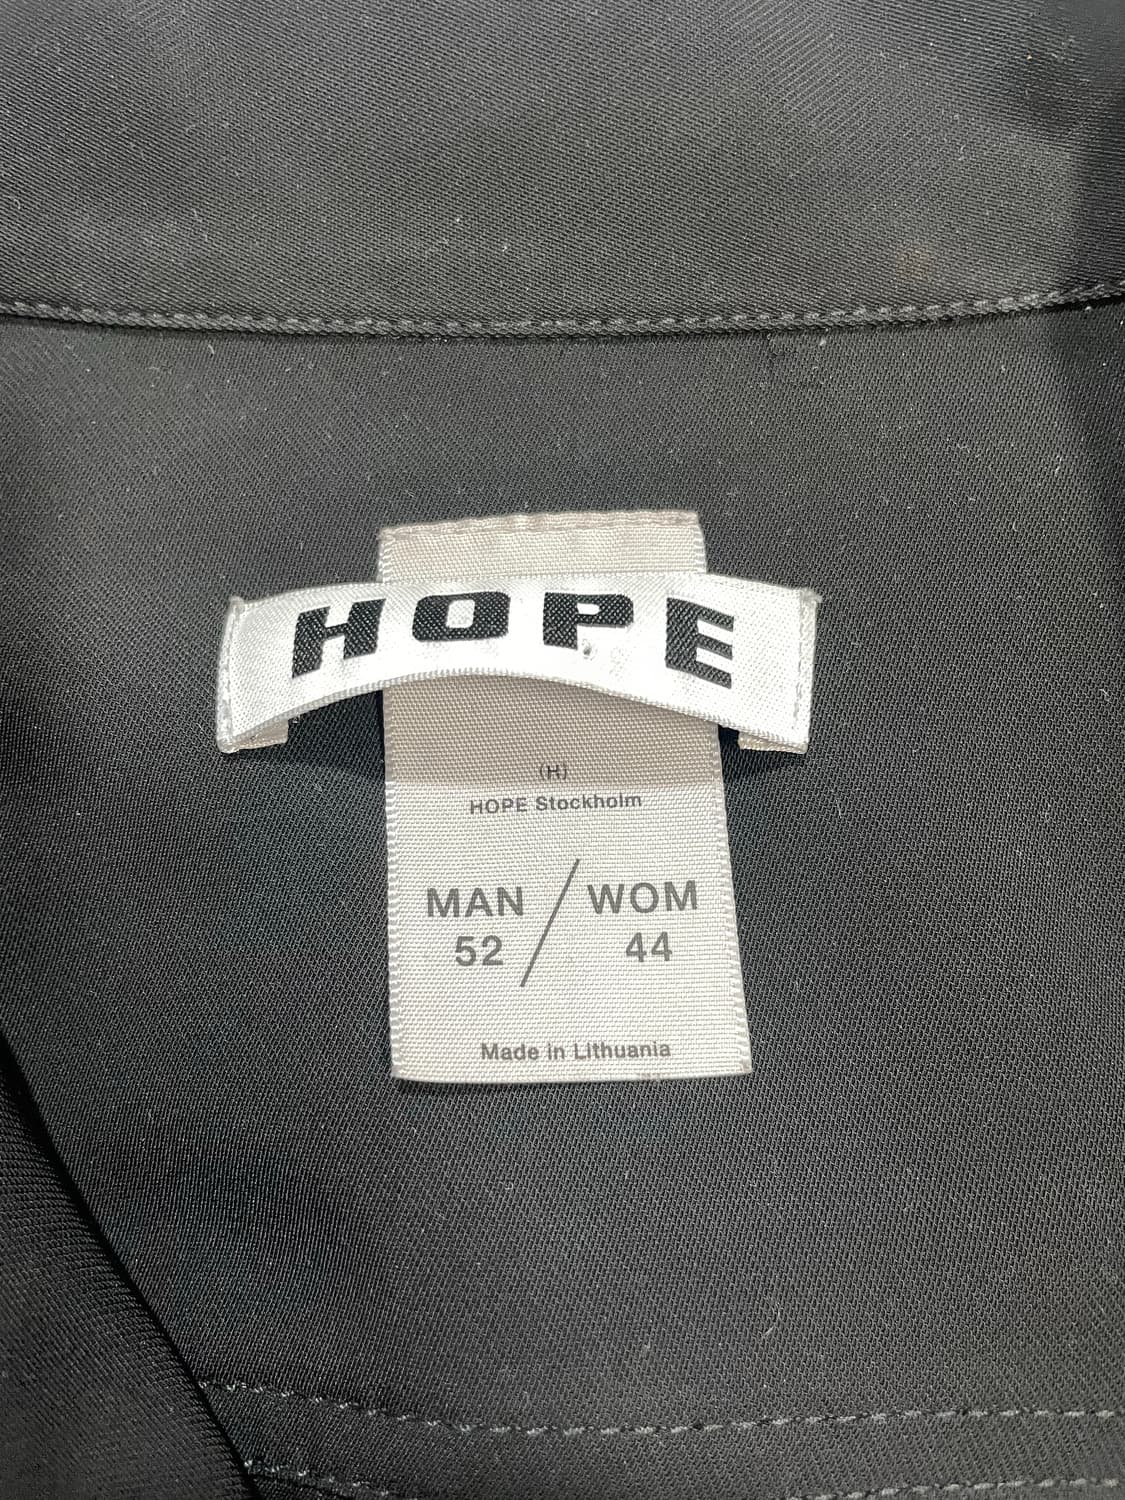 HOPE
(H)
HOPE Stockholm
MAN / WOM
52 44
Made in Lithuania